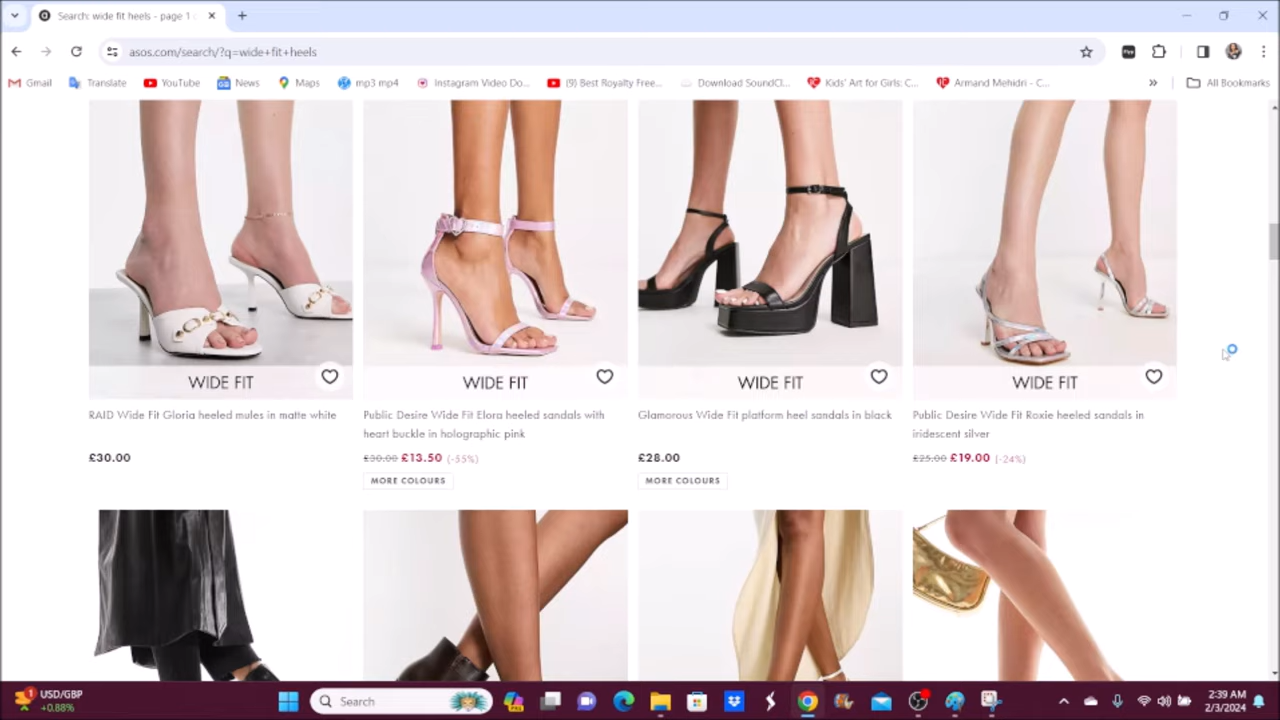 Search: wide fit heels - page 1
asos.com/search/?q=wide+fit+heels
Gmail
Translate
YouTube
News
Maps
mp3 mp4
Instagram Video Do...
(9) Best Royalty Free...
Download SoundCl...
Kids' Art for Girls: C...
Armand Mehidri - C...
»
All Bookmarks
WIDE FIT WIDE FIT WIDE FIT WIDE FIT
RAID Wide Fit Gloria heeled mules in matte white
£30.00
Public Desire Wide Fit Elora heeled sandals with
heart buckle in holographic pink
£30.00 £13.50 (-55%)
MORE COLOURS
Glamorous Wide Fit platform heel sandals in black
£28.00
MORE COLOURS
Public Desire Wide Fit Roxie heeled sandals in
iridescent silver
£25.00 £19.00 (-24%)
1
USD/GBP
+0.88%
Search
2:39 AM
2/3/2024